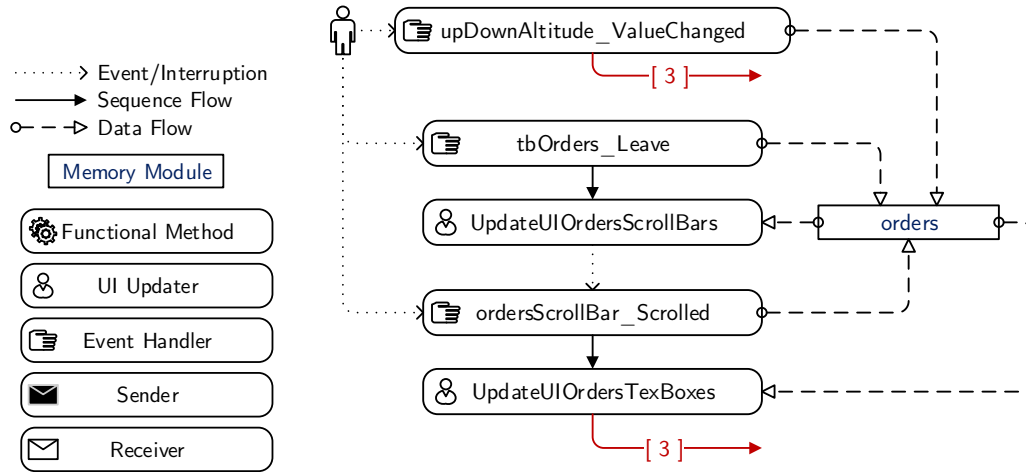 Event/Interruption
Sequence Flow
Data Flow
Memory Module
Functional Method
UI Updater
Event Handler
Sender
Receiver
upDownAltitude_ValueChanged
[ 3 ]
tbOrders_Leave
UpdateUIOrdersScrollBars
orders
ordersScrollBar_Scrolled
UpdateUIOrdersTexBoxes
[ 3 ]